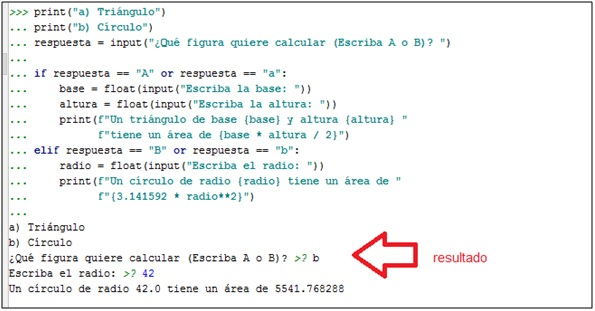 >>> print("a) Triángulo")
... print("b) Círculo")
... respuesta = input("¿Qué figura quiere calcular (Escriba A o B)? ")
...
... if respuesta == "A" or respuesta == "a":
...     base = float(input("Escriba la base: "))
...     altura = float(input("Escriba la altura: "))
...     print(f"Un triángulo de base {base} y altura {altura} "
...           f"tiene un área de {base * altura / 2}")
... elif respuesta == "B" or respuesta == "b":
...     radio = float(input("Escriba el radio: "))
...     print(f"Un círculo de radio {radio} tiene un área de "
...           f"{3.141592 * radio**2}")
...
a) Triángulo
b) Círculo
¿Qué figura quiere calcular (Escriba A o B)? >? b
resultado
Escriba el radio: >? 42
Un círculo de radio 42.0 tiene un área de 5541.768288